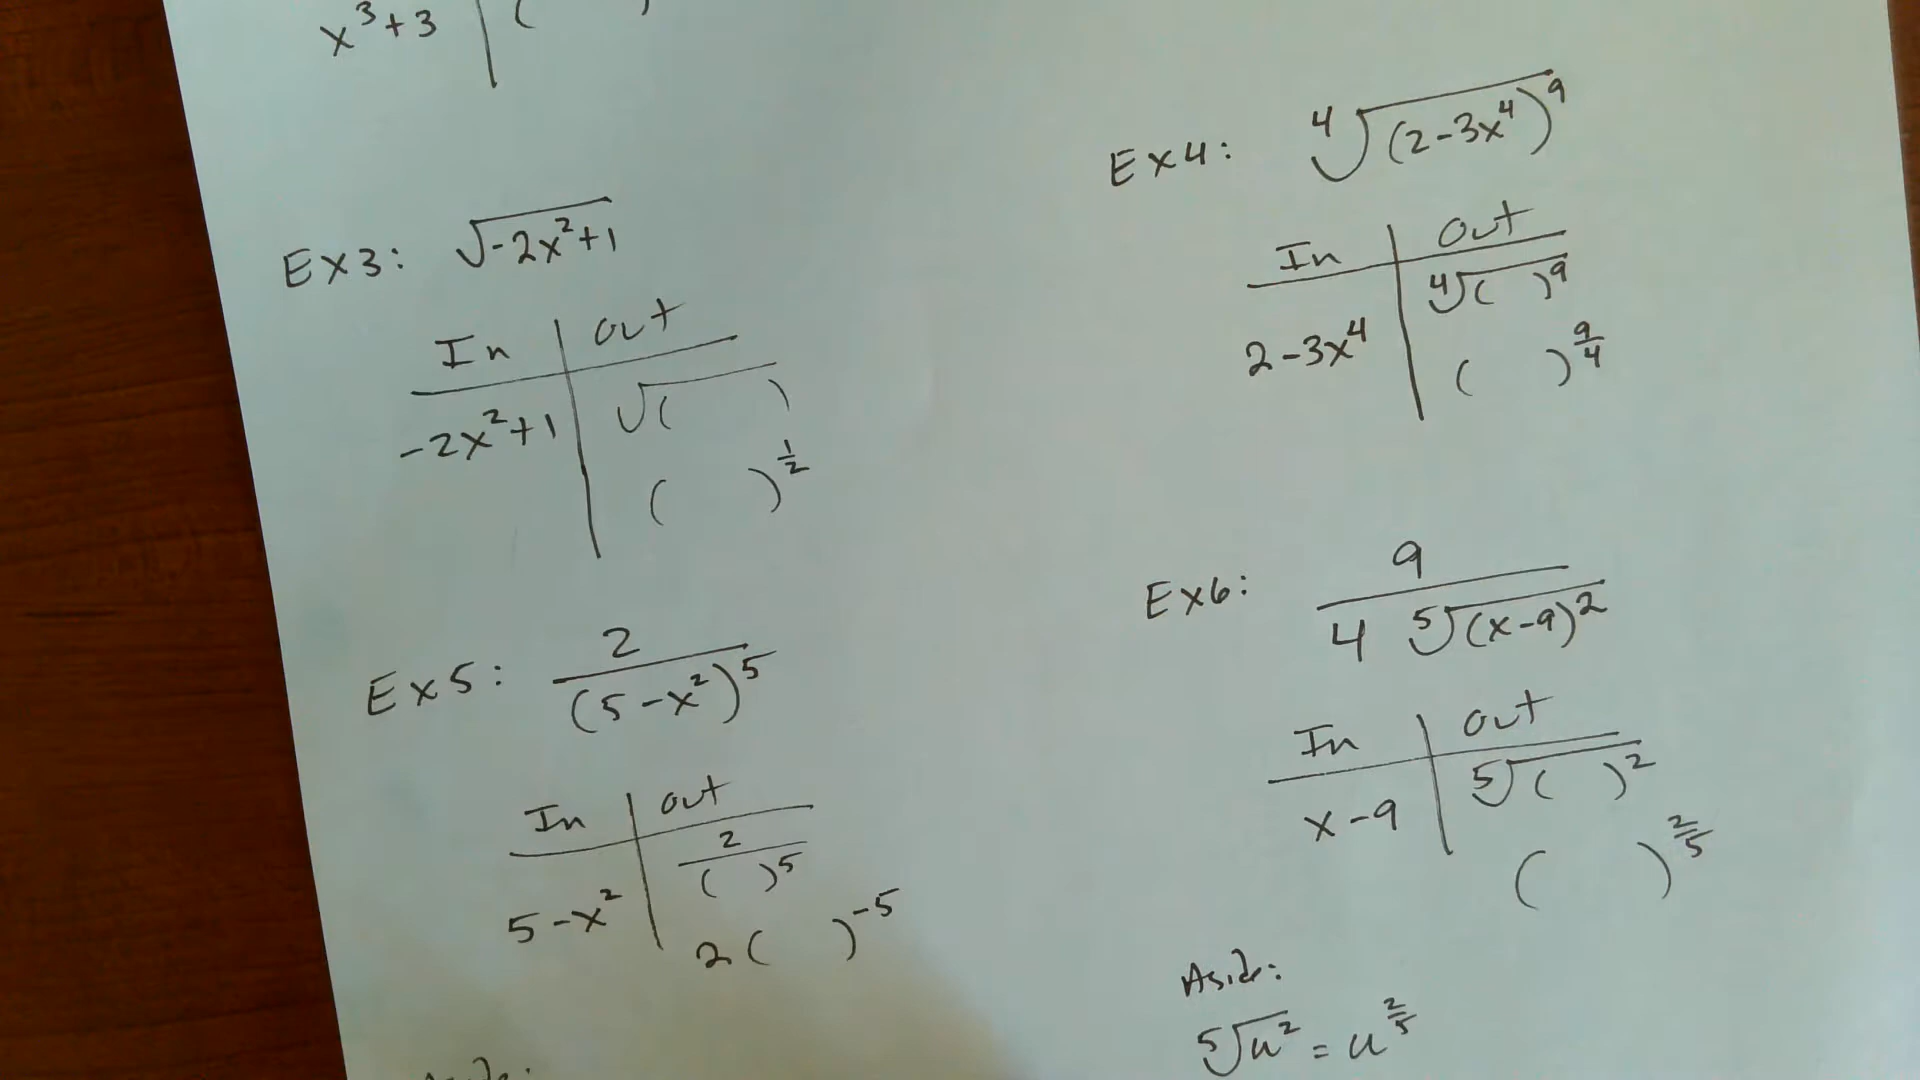 x³+3 ( )
Ex3: √(-2x²+1)
In | Out
-2x²+1 | √( )
( )^(1/2)
Ex4: ⁴√(2-3x⁴)⁹
In | Out
2-3x⁴ | ⁴√( )⁹
( )^(9/4)
Ex5: 2/(5-x²)⁵
In | Out
5-x² | 2/( )⁵
2( )⁻⁵
Ex6: 9/(4 ⁵√(x-9)²)
In | Out
x-9 | ⁵√( )²
( )^(2/5)
Aside:
⁵√u² = u^(2/5)